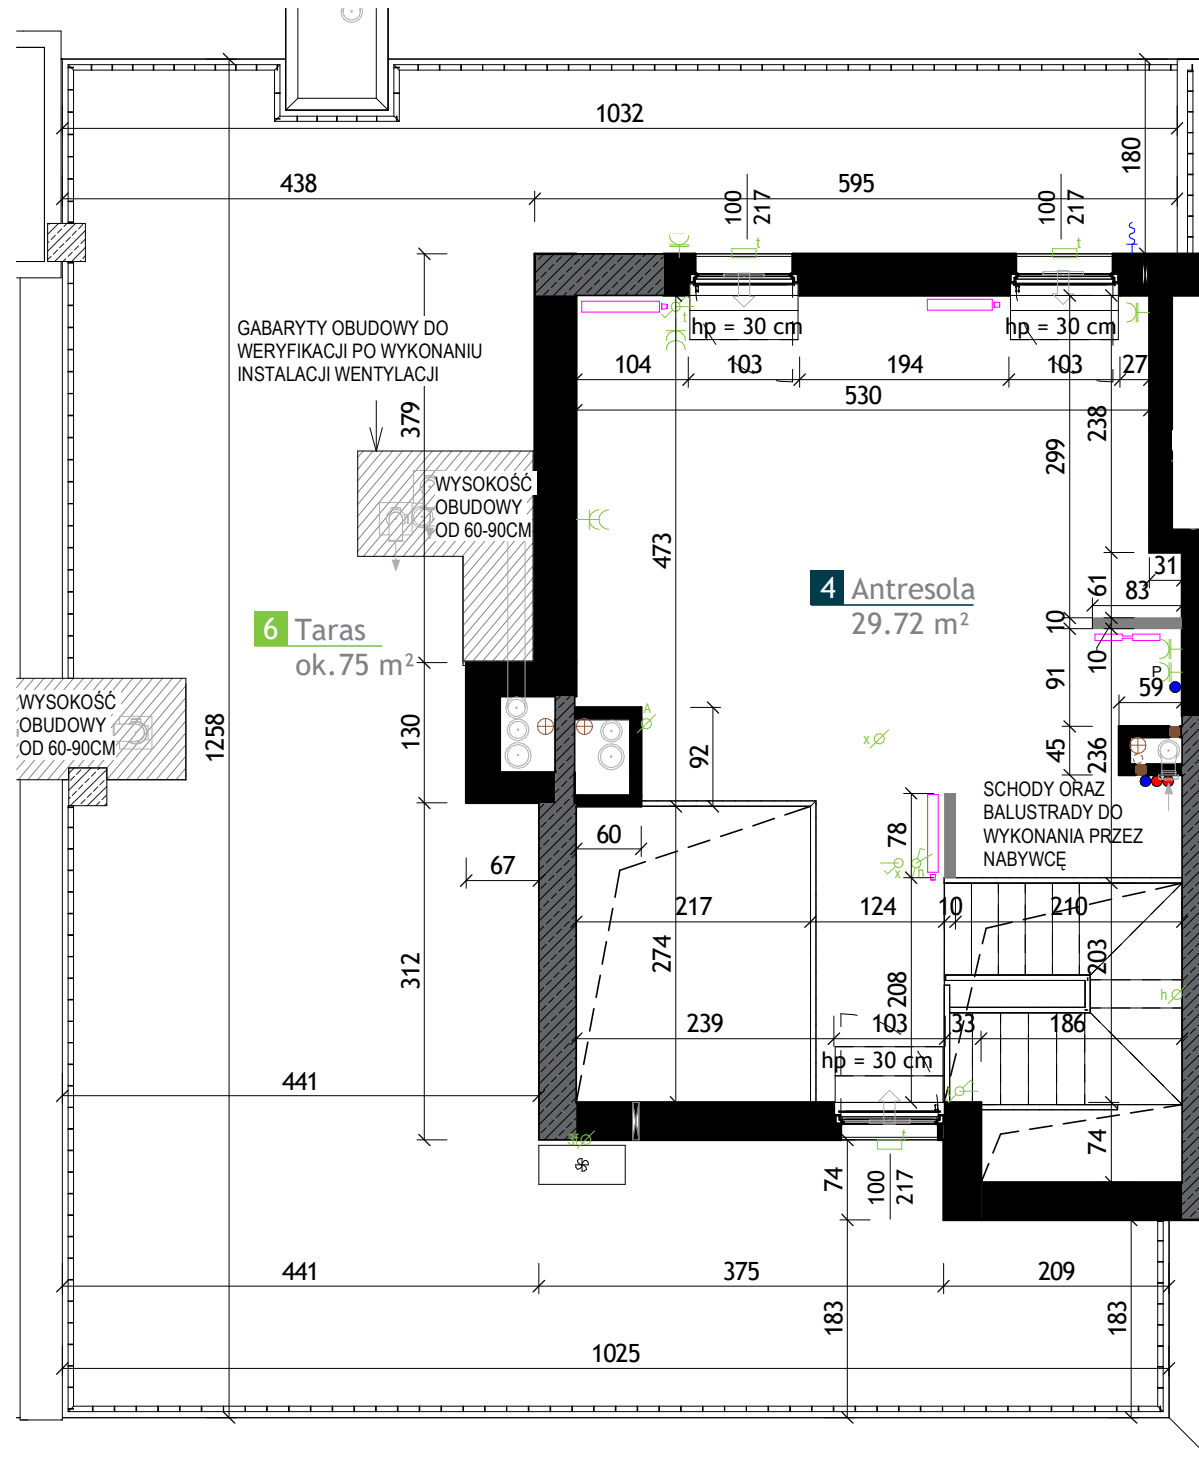 1032
180
438
595
100
217
100
217
t
t
GABARYTY OBUDOWY DO
WERYFIKACJI PO WYKONANIU
INSTALACJI WENTYLACJI
t
hp = 30 cm
hp = 30 cm
104
103
194
103
27
530
379
238
299
WYSOKOŚĆ
OBUDOWY
OD 60-90CM
473
31
61
83
4 Antresola
29.72 m²
10
10
6 Taras
ok.75 m²
91
P
59
WYSOKOŚĆ
OBUDOWY
OD 60-90CM
1258
130
A
92
x
45
236
SCHODY ORAZ
BALUSTRADY DO
WYKONANIA PRZEZ
NABYWCĘ
78
60
67
x
h
217
124
10
210
312
274
208
203
h
239
103
33
186
hp = 30 cm
441
3f
t
74
74
100
217
441
375
209
183
183
1025